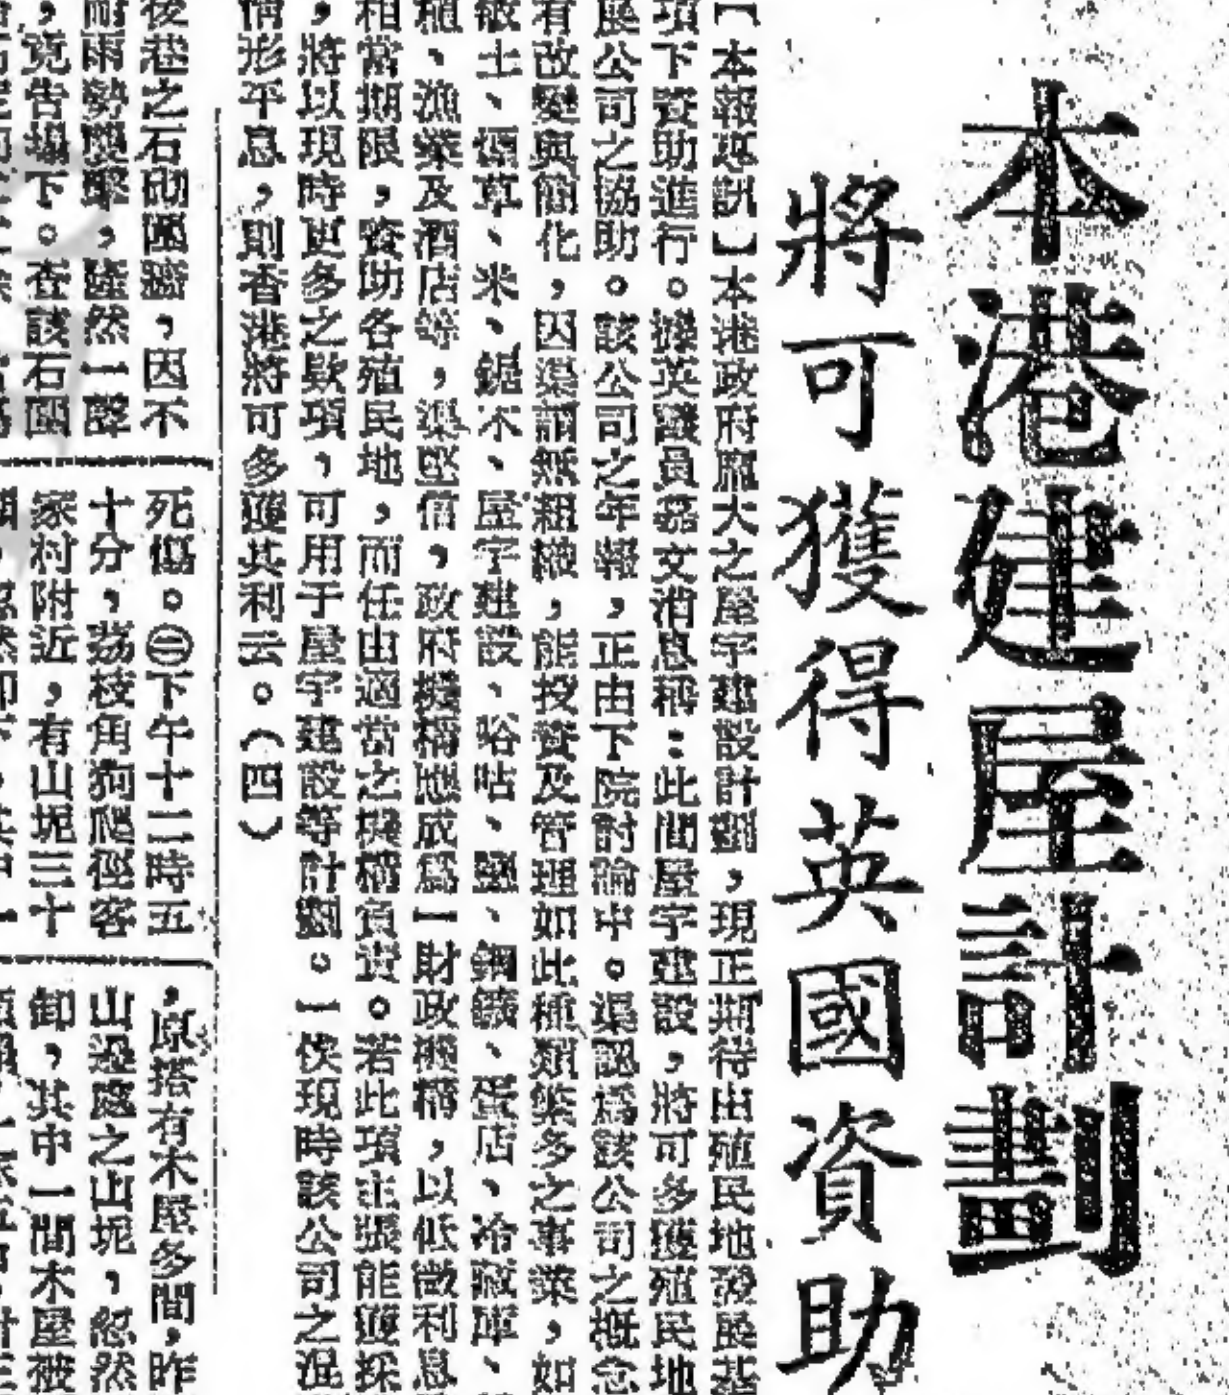 本港建屋計劃
將可獲得英國資助
【本報專訊】本港政府龐大之屋宇建設計劃,現正期待由殖民地發展基
項下資助進行。據英議員 文消息稱:此間屋宇建設,將可多獲殖民地
展公司之協助。該公司之年報,正由下院討論中。渠認爲該公司之概念
有改變與簡化,因渠謂無組織,能投資及管理如此種類繁多之事業,如
敏土、煙草、米、鋸木、屋宇建設、咯咕、 、鋼鐵、蛋店、冷藏庫、
、漁業及酒店等,渠堅信,政府機構應成爲一財政機構,以低微利息
相當期限,資助各殖民地,而任由適當之機構負責。若此項主張能獲採
,將以現時更多之欵項,可用于屋宇建設等計劃。一俟現時該公司之混
情形平息,則香港將可多獲其利云。(四)
後巷之石砌圍牆,因不
耐雨勢襲擊,隆然一聲
,竟告塌下。查該石圍
死傷。㊁下午十二時五
十分,荔枝角狗爬徑客
家村附近,有山坭三十
,原搭有木屋多間,昨
山邊處之山坭,忽然
卸,其中一間木屋被